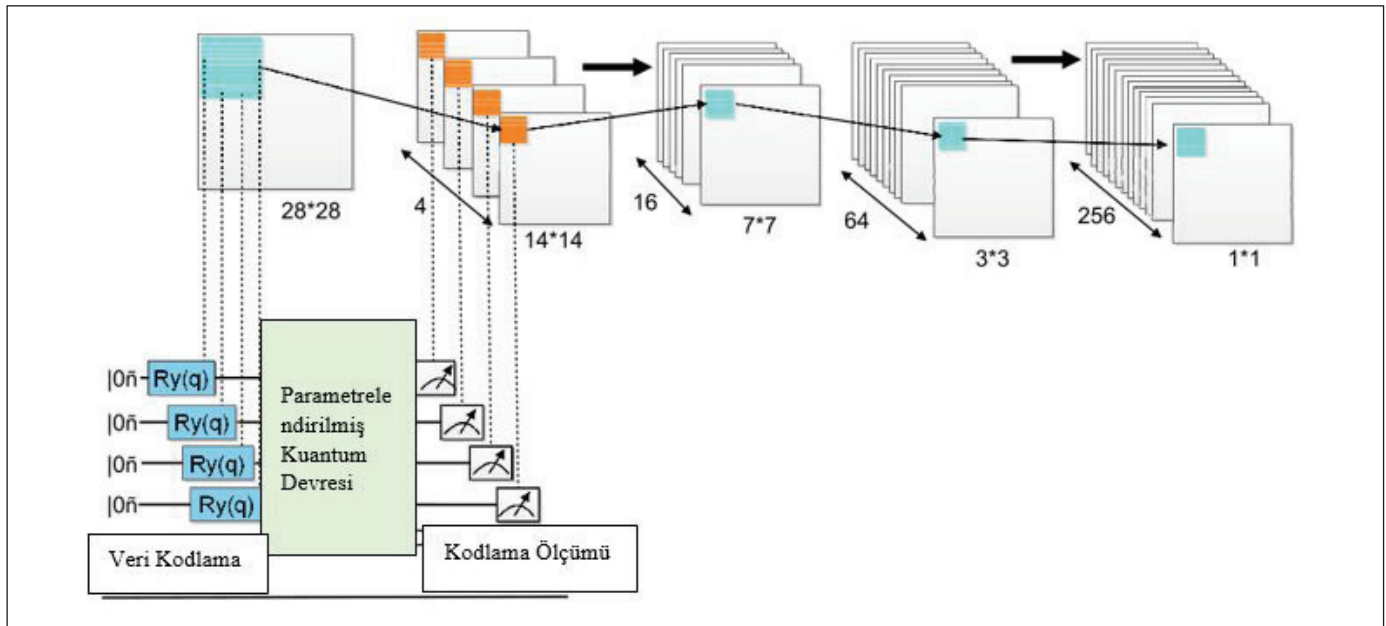 28*28
4
14*14
16
7*7
64
3*3
256
1*1
|0ñ Ry(q)
|0ñ Ry(q)
|0ñ Ry(q)
|0ñ Ry(q)
Parametrele
ndirilmiş
Kuantum
Devresi
Veri Kodlama
Kodlama Ölçümü